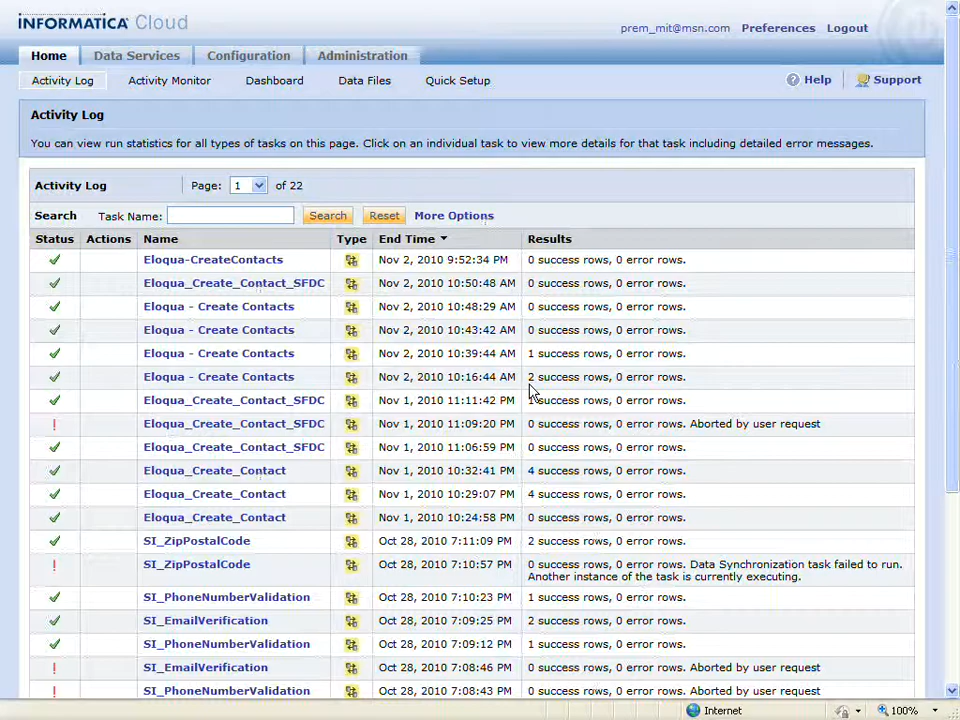 INFORMATICA Cloud
prem_mit@msn.com Preferences Logout
Home Data Services Configuration Administration
Activity Log Activity Monitor Dashboard Data Files Quick Setup ? Help Support
Activity Log
You can view run statistics for all types of tasks on this page. Click on an individual task to view more details for that task including detailed error messages.
Activity Log Page: 1 of 22
Search Task Name: Search Reset More Options
Status Actions Name Type End Time Results
Eloqua-CreateContacts Nov 2, 2010 9:52:34 PM 0 success rows, 0 error rows.
Eloqua_Create_Contact_SFDC Nov 2, 2010 10:50:48 AM 0 success rows, 0 error rows.
Eloqua - Create Contacts Nov 2, 2010 10:48:29 AM 0 success rows, 0 error rows.
Eloqua - Create Contacts Nov 2, 2010 10:43:42 AM 0 success rows, 0 error rows.
Eloqua - Create Contacts Nov 2, 2010 10:39:44 AM 1 success rows, 0 error rows.
Eloqua - Create Contacts Nov 2, 2010 10:16:44 AM 2 success rows, 0 error rows.
Eloqua_Create_Contact_SFDC Nov 1, 2010 11:11:42 PM success rows, 0 error rows.
! Eloqua_Create_Contact_SFDC Nov 1, 2010 11:09:20 PM 0 success rows, 0 error rows. Aborted by user request
Eloqua_Create_Contact_SFDC Nov 1, 2010 11:06:59 PM 0 success rows, 0 error rows.
Eloqua_Create_Contact Nov 1, 2010 10:32:41 PM 4 success rows, 0 error rows.
Eloqua_Create_Contact Nov 1, 2010 10:29:07 PM 4 success rows, 0 error rows.
Eloqua_Create_Contact Nov 1, 2010 10:24:58 PM 0 success rows, 0 error rows.
SI_ZipPostalCode Oct 28, 2010 7:11:09 PM 2 success rows, 0 error rows.
! SI_ZipPostalCode Oct 28, 2010 7:10:57 PM 0 success rows, 0 error rows. Data Synchronization task failed to run.
Another instance of the task is currently executing.
SI_PhoneNumberValidation Oct 28, 2010 7:10:23 PM 1 success rows, 0 error rows.
SI_EmailVerification Oct 28, 2010 7:09:25 PM 2 success rows, 0 error rows.
SI_PhoneNumberValidation Oct 28, 2010 7:09:12 PM 1 success rows, 0 error rows.
! SI_EmailVerification Oct 28, 2010 7:08:46 PM 0 success rows, 0 error rows. Aborted by user request
! SI_PhoneNumberValidation Oct 28, 2010 7:08:43 PM 0 success rows, 0 error rows. Aborted by user request
Internet 100%